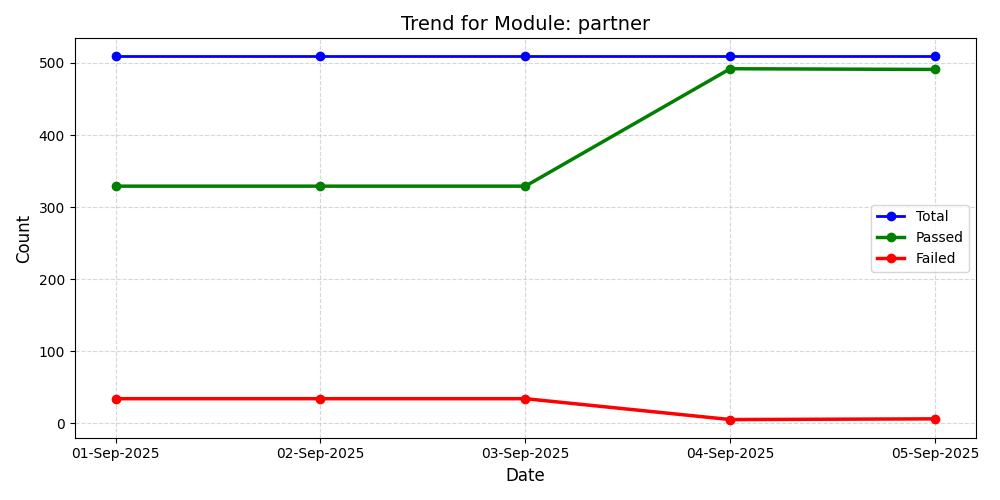 Trend for Module: partner
500
400
300
200
100
0
Count
Total
Passed
Failed
01-Sep-2025
02-Sep-2025
03-Sep-2025
04-Sep-2025
05-Sep-2025
Date